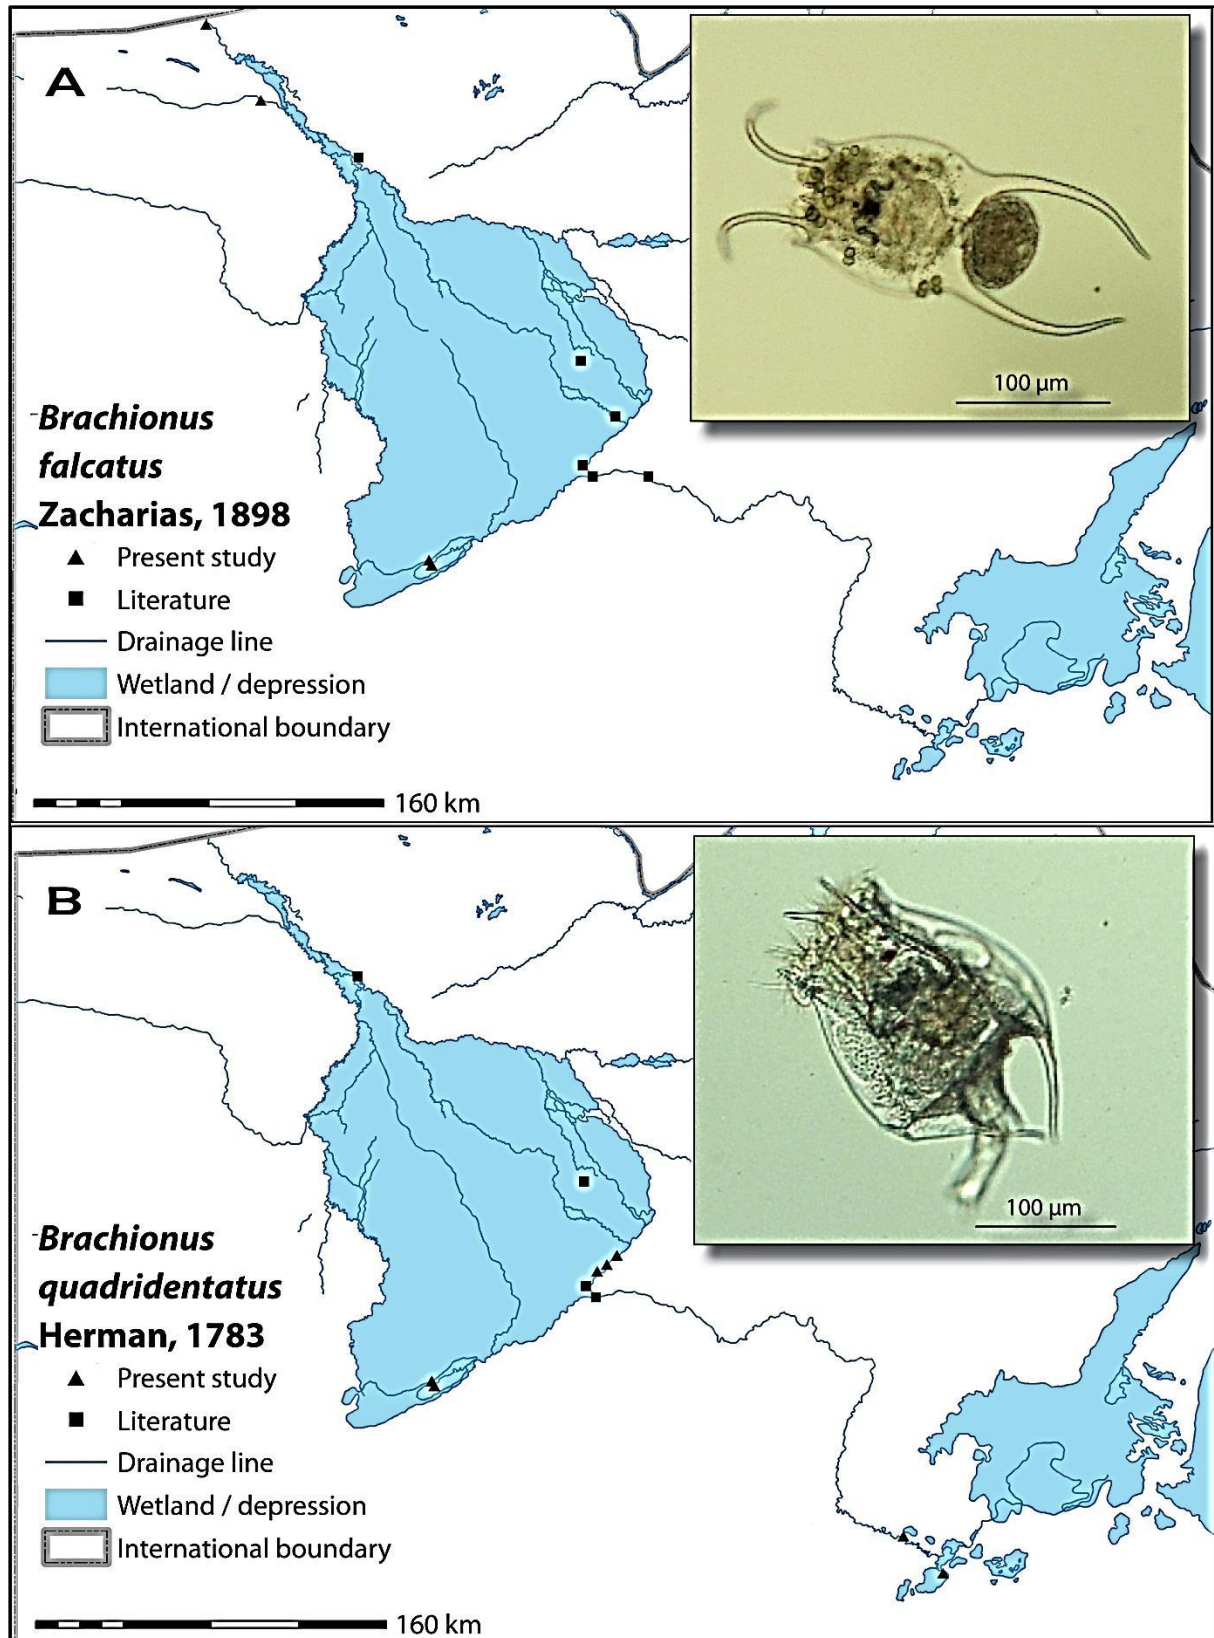 A
100 µm
Brachionus
falcatus
Zacharias, 1898
Present study
Literature
Drainage line
Wetland / depression
International boundary
160 km
B
100 µm
Brachionus
quadridentatus
Herman, 1783
Present study
Literature
Drainage line
Wetland / depression
International boundary
160 km